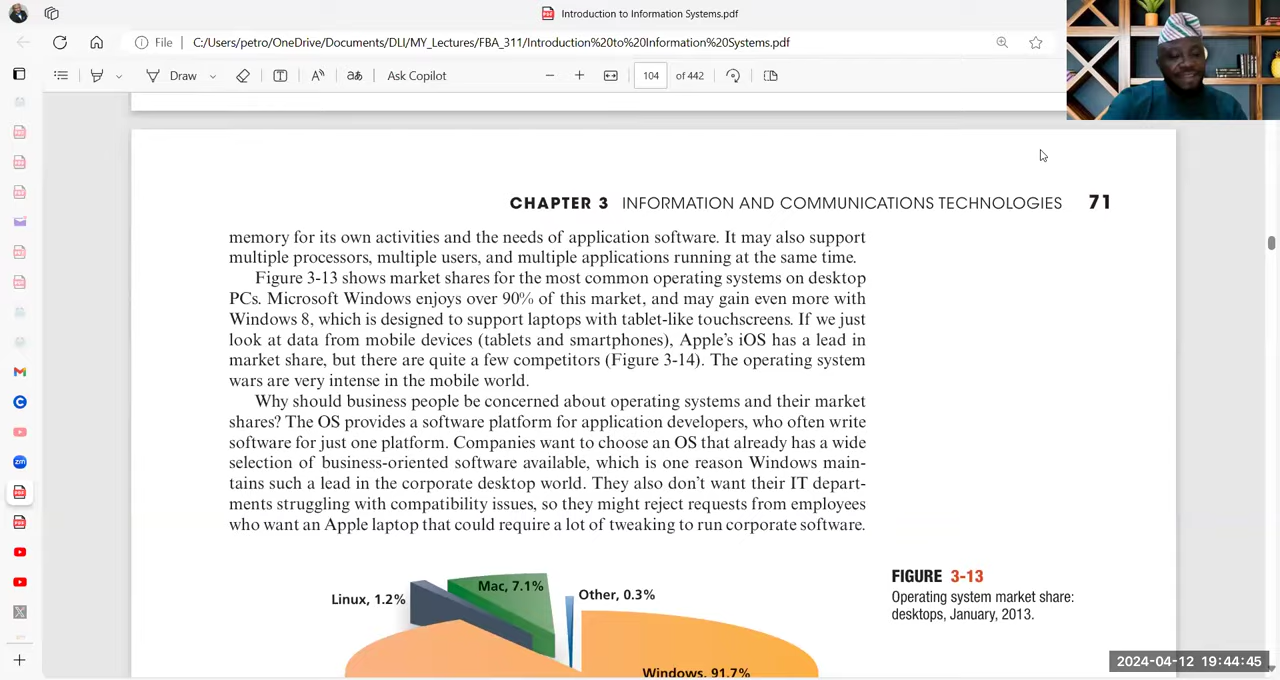 Introduction to Information Systems.pdf
File C:/Users/petro/OneDrive/Documents/DLI/MY_Lectures/FBA_311/Introduction%20to%20Information%20Systems.pdf
Draw Ask Copilot 104 of 442
CHAPTER 3 INFORMATION AND COMMUNICATIONS TECHNOLOGIES 71
memory for its own activities and the needs of application software. It may also support
multiple processors, multiple users, and multiple applications running at the same time.
Figure 3-13 shows market shares for the most common operating systems on desktop
PCs. Microsoft Windows enjoys over 90% of this market, and may gain even more with
Windows 8, which is designed to support laptops with tablet-like touchscreens. If we just
look at data from mobile devices (tablets and smartphones), Apple's iOS has a lead in
market share, but there are quite a few competitors (Figure 3-14). The operating system
wars are very intense in the mobile world.
Why should business people be concerned about operating systems and their market
shares? The OS provides a software platform for application developers, who often write
software for just one platform. Companies want to choose an OS that already has a wide
selection of business-oriented software available, which is one reason Windows main-
tains such a lead in the corporate desktop world. They also don't want their IT depart-
ments struggling with compatibility issues, so they might reject requests from employees
who want an Apple laptop that could require a lot of tweaking to run corporate software.
Linux, 1.2%
Mac, 7.1%
Other, 0.3%
Windows, 91.7%
FIGURE 3-13
Operating system market share:
desktops, January, 2013.
2024-04-12 19:44:45